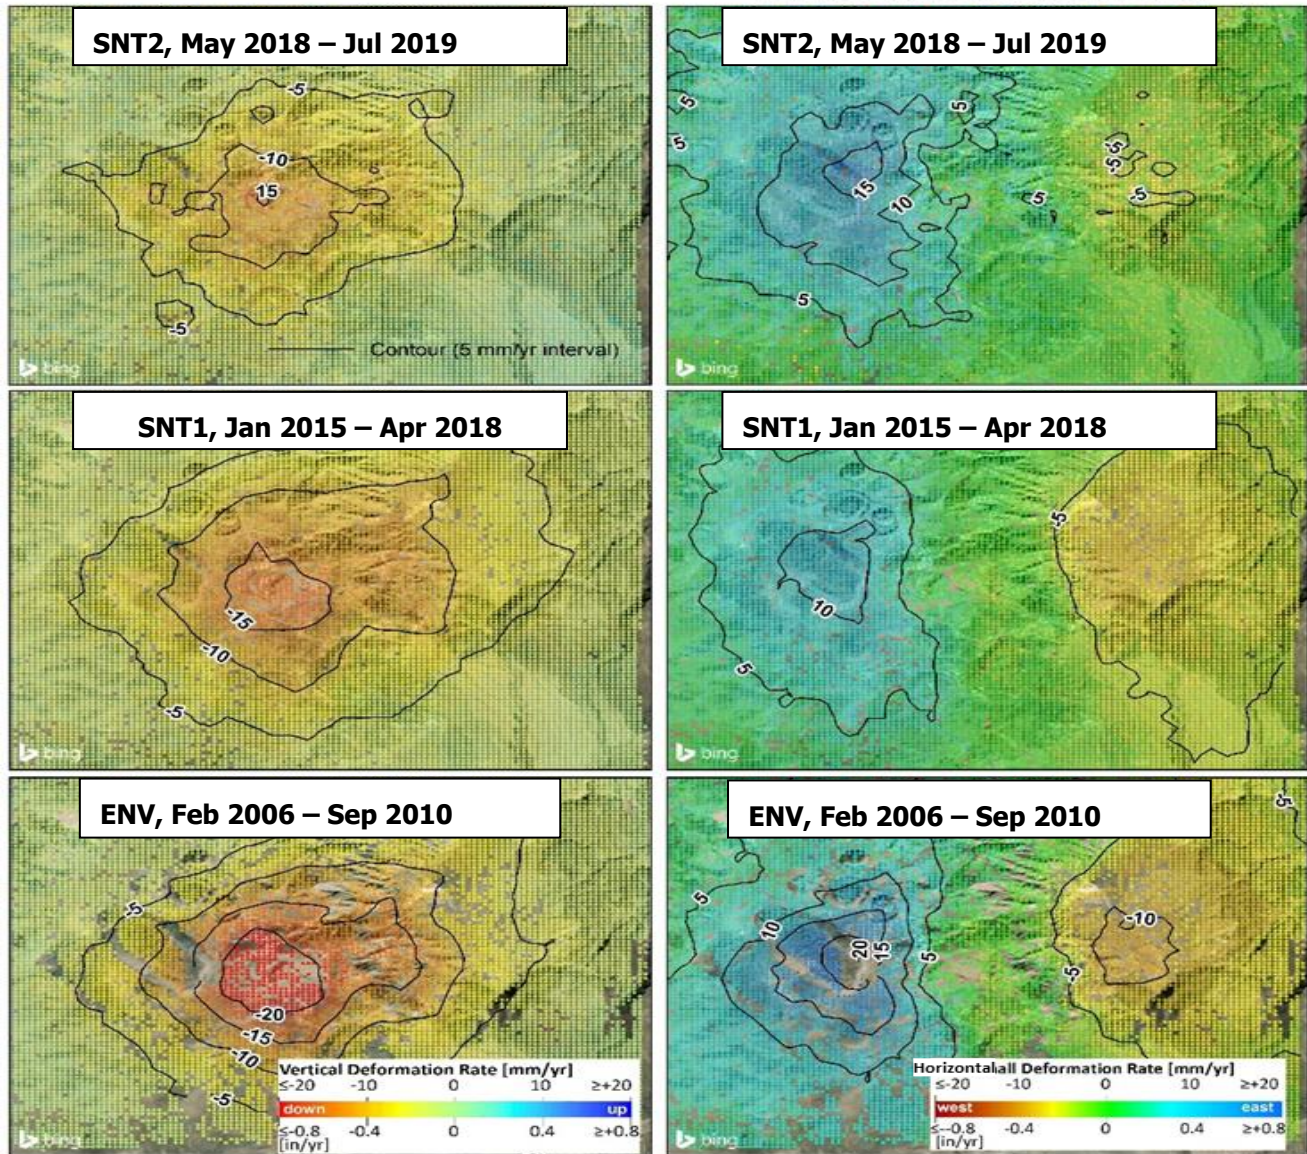 SNT2, May 2018 – Jul 2019
-5
-10
15
-5
Contour (5 mm/yr interval)
bing
SNT2, May 2018 – Jul 2019
5
5
5
5
15
10
5
-5
-5
-5
5
bing
SNT1, Jan 2015 – Apr 2018
-15
-10
-5
bing
SNT1, Jan 2015 – Apr 2018
-5
10
5
bing
ENV, Feb 2006 – Sep 2010
-5
-20
-15
-10
-5
Vertical Deformation Rate [mm/yr]
≤-20 -10 0 10 ≥+20
down up
≤-0.8 -0.4 0 0.4 ≥+0.8
[in/yr]
bing
ENV, Feb 2006 – Sep 2010
-5
5
10
20
15
5
-10
-5
Horizontalall Deformation Rate [mm/yr]
≤-20 -10 0 10 ≥+20
west east
≤--0.8 -0.4 0 0.4 ≥+0.8
[in/yr]
bing